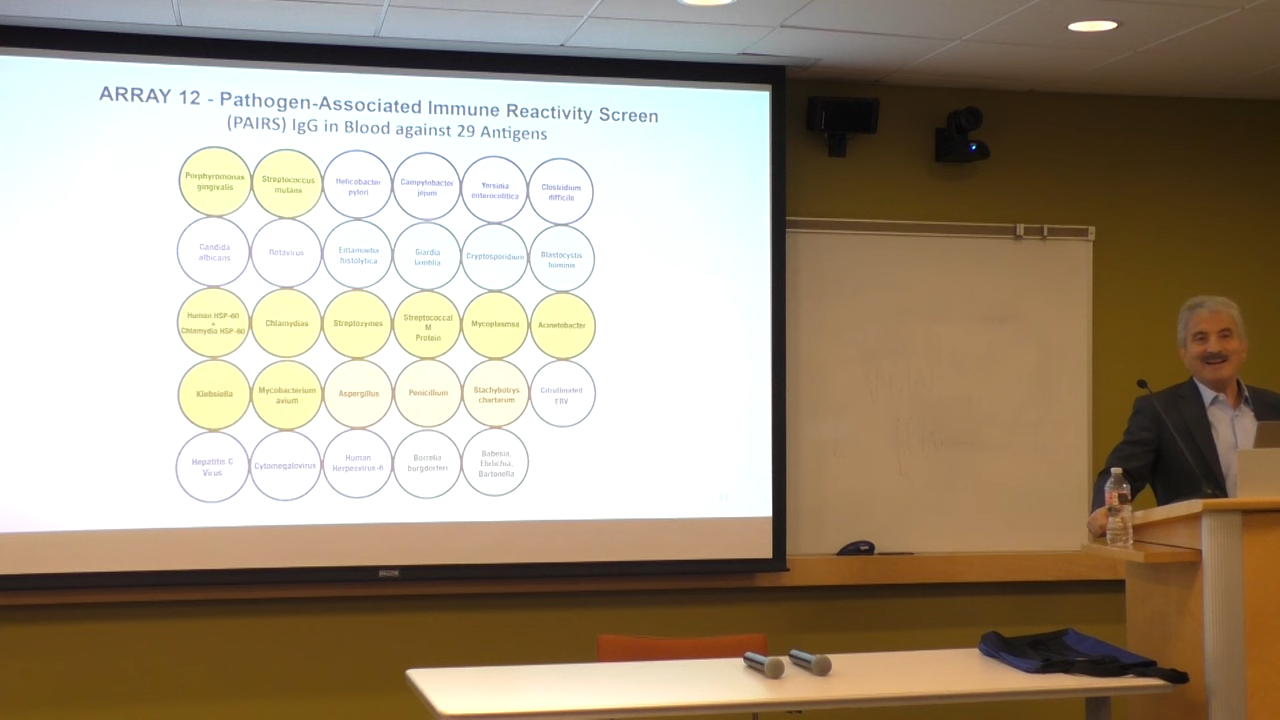 ARRAY 12 - Pathogen-Associated Immune Reactivity Screen
(PAIRS) IgG in Blood against 29 Antigens
Porphyromonas
gingivalis
Streptococcus
mutans
Helicobacter
pylori
Campylobacter
jejuni
Yersinia
enterocolitica
Clostridium
difficile
Candida
albicans
Rotavirus
Entamoeba
histolytica
Giardia
lamblia
Cryptosporidium
Blastocystis
hominis
Human HSP-60
+
Chlamydia HSP-60
Chlamydias
Streptozymes
Streptococcal
M
Protein
Mycoplasmsa
Acinetobacter
Klebsiella
Mycobacterium
avium
Aspergillus
Penicillium
Stachybotrys
chartarum
Citrullinated
EBV
Hepatitis C
Virus
Cytomegalovirus
Human
Herpesvirus-6
Borrelia
burgdorferi
Babesia,
Ehrlichia,
Bartonella